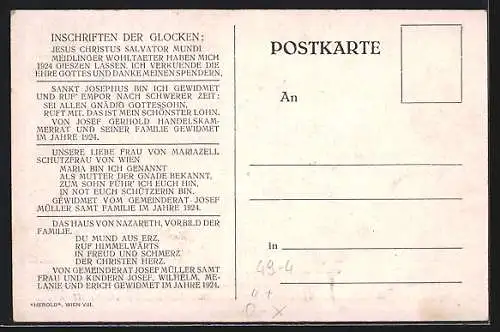 INSCHRIFTEN DER GLOCKEN:
JESUS CHRISTUS SALVATOR MUNDI
MEIDLINGER WOHLTAETER HABEN MICH
1924 GIESZEN LASSEN. ICH VERKUENDE DIE
EHRE GOTTES UND DANKE MEINEN SPENDERN.
SANKT JOSEPHUS BIN ICH GEWIDMET
UND RUF' EMPOR NACH SCHWERER ZEIT:
SEI ALLEN GNÄDIG GOTTESSOHN,
RUFT MIT. DAS IST MEIN SCHÖNSTER LOHN.
VON JOSEF GERHOLD HANDELSKAM-
MERRAT UND SEINER FAMILIE GEWIDMET
IM JAHRE 1924.
UNSERE LIEBE FRAU VON MARIAZELL
SCHUTZFRAU VON WIEN
MARIA BIN ICH GENANNT
ALS MUTTER DER GNADE BEKANNT,
ZUM SOHN FÜHR' ICH EUCH HIN,
IN NOT EUCH SCHÜTZERIN BIN.
GEWIDMET VOM GEMEINDERAT JOSEF
MÜLLER SAMT FAMILIE IM JAHRE 1924.
DAS HAUS VON NAZARETH, VORBILD DER
FAMILIE.
DU MUND AUS ERZ,
RUF HIMMELWÄRTS
IN FREUD UND SCHMERZ
DER CHRISTEN HERZ.
VON GEMEINDERAT JOSEF MÜLLER SAMT
FRAU UND KINDERN JOSEF, WILHELM, ME-
LANIE UND ERICH GEWIDMET IM JAHRE 1924.
"HEROLD", WIEN VIII.
POSTKARTE
An
in
49-4